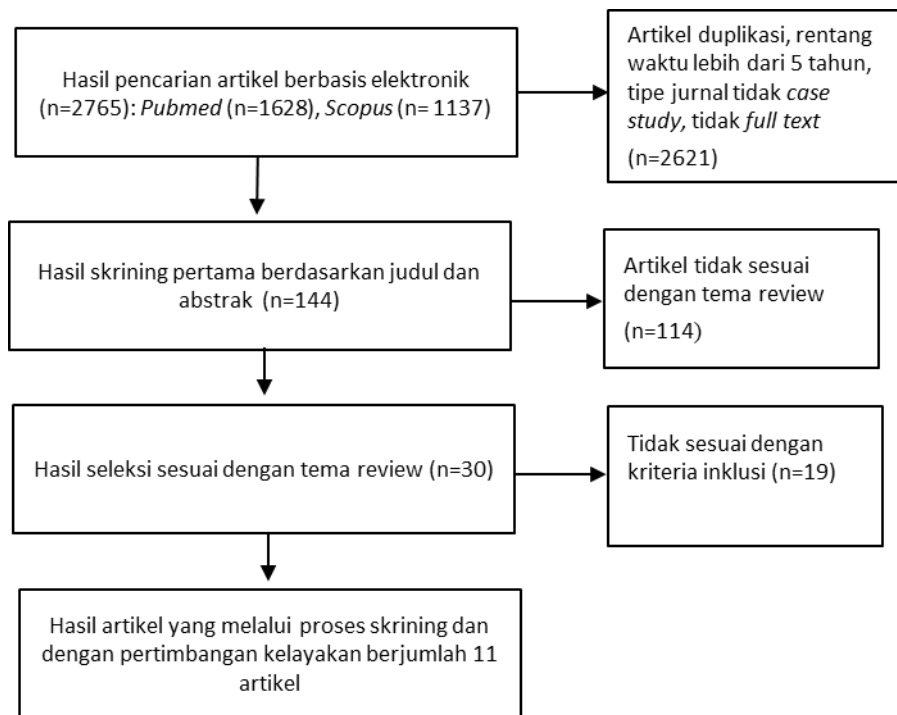 Hasil pencarian artikel berbasis elektronik
(n=2765): Pubmed (n=1628), Scopus (n= 1137)
Artikel duplikasi, rentang
waktu lebih dari 5 tahun,
tipe jurnal tidak case
study, tidak full text
(n=2621)
Hasil skrining pertama berdasarkan judul dan
abstrak (n=144)
Artikel tidak sesuai
dengan tema review
(n=114)
Hasil seleksi sesuai dengan tema review (n=30)
Tidak sesuai dengan
kriteria inklusi (n=19)
Hasil artikel yang melalui proses skrining dan
dengan pertimbangan kelayakan berjumlah 11
artikel